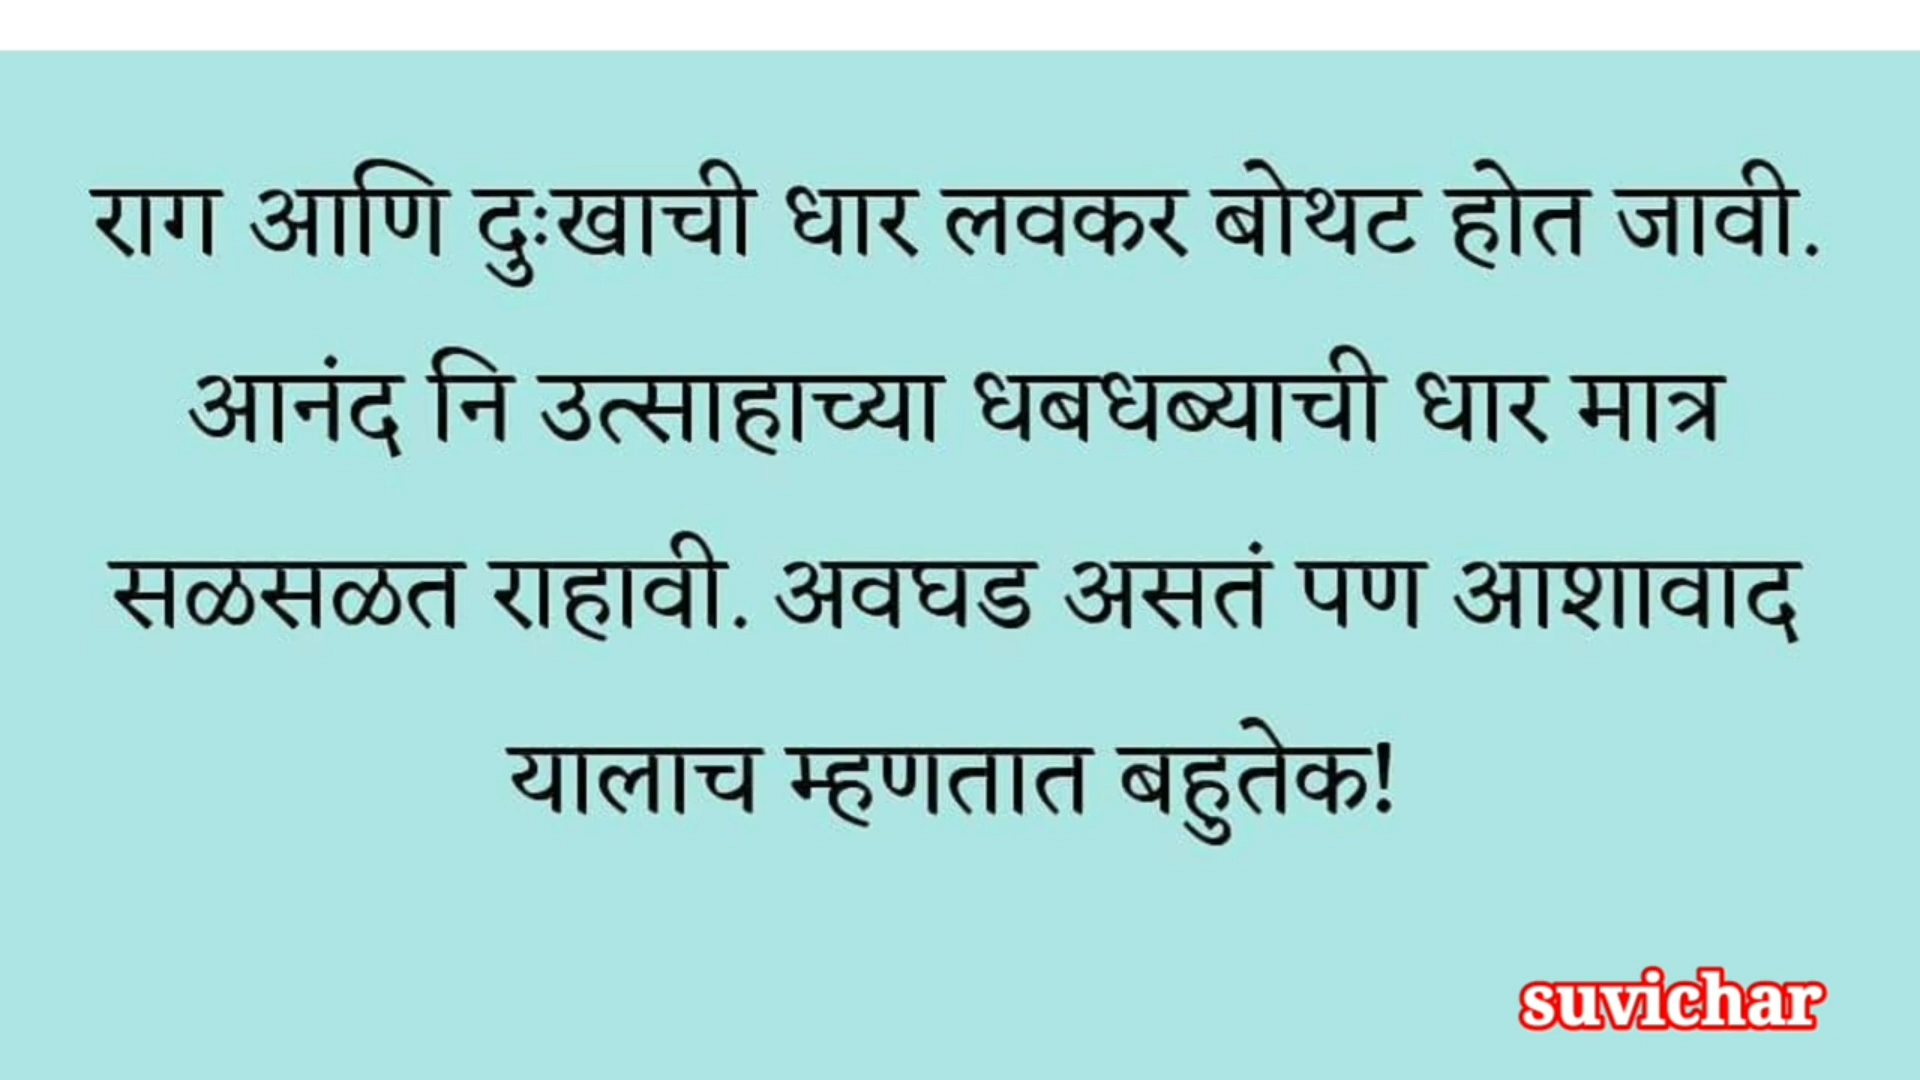 राग आणि दुःखाची धार लवकर बोथट होत जावी.
आनंद नि उत्साहाच्या धबधब्याची धार मात्र
सळसळत राहावी. अवघड असतं पण आशावाद
यालाच म्हणतात बहुतेक!
suvichar